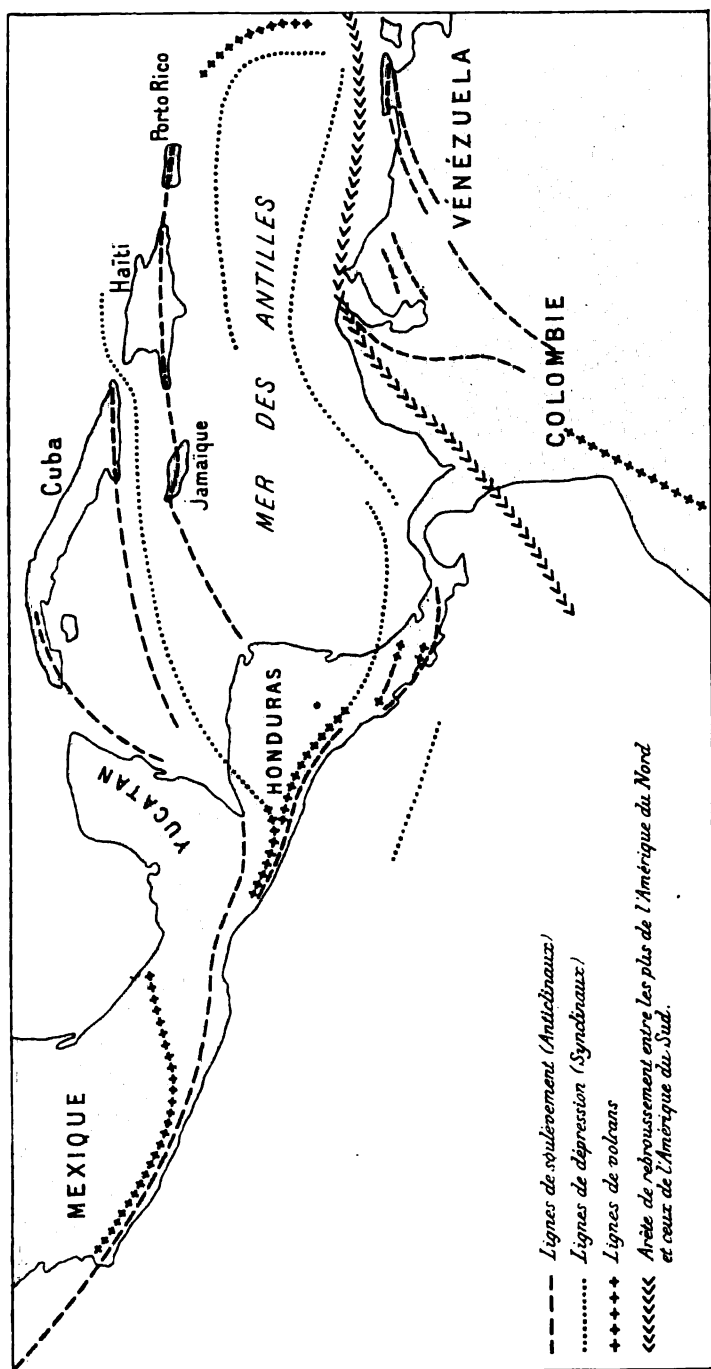 MEXIQUE
YUCATAN
HONDURAS
Cuba
Haïti
Porto Rico
Jamaïque
MER DES ANTILLES
COLOMBIE
VÉNÉZUELA
Lignes de soulèvement (Anticlinaux)
Lignes de dépression (Synclinaux)
Lignes de volcans
Arête de rebroussement entre les plus de l'Amérique du Nord
et ceux de l'Amérique du Sud.